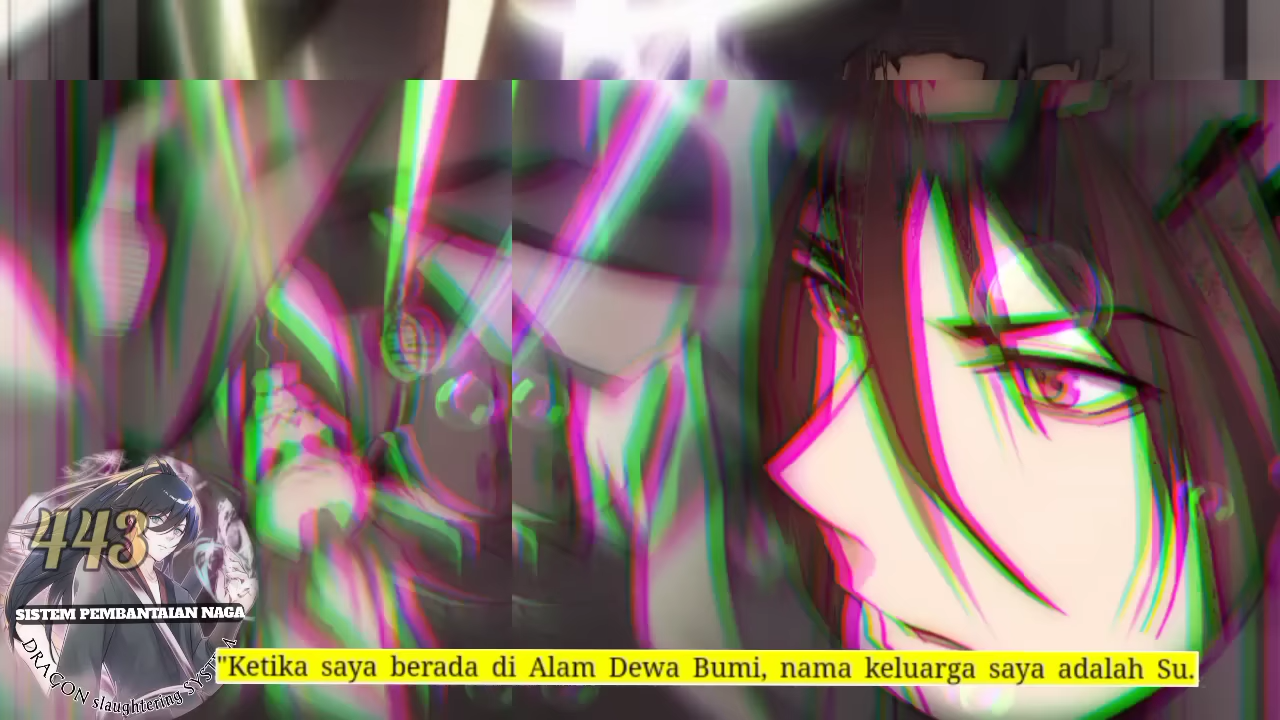 443
SISTEM PEMBANTAIAN NAGA
DRAGON slaughtering SYSTEM
"Ketika saya berada di Alam Dewa Bumi, nama keluarga saya adalah Su.